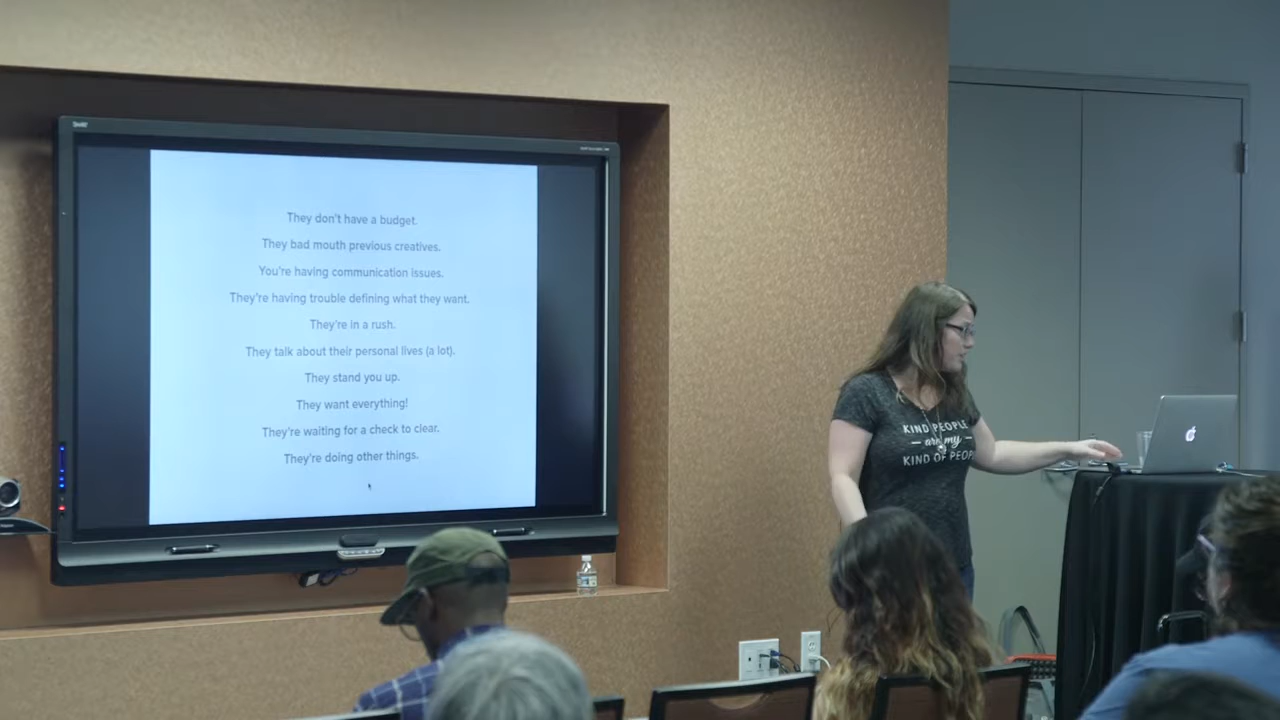 They don't have a budget.
They bad mouth previous creatives.
You're having communication issues.
They're having trouble defining what they want.
They're in a rush.
They talk about their personal lives (a lot).
They stand you up.
They want everything!
They're waiting for a check to clear.
They're doing other things.
KIND PEOPLE
are my
KIND OF PEOP